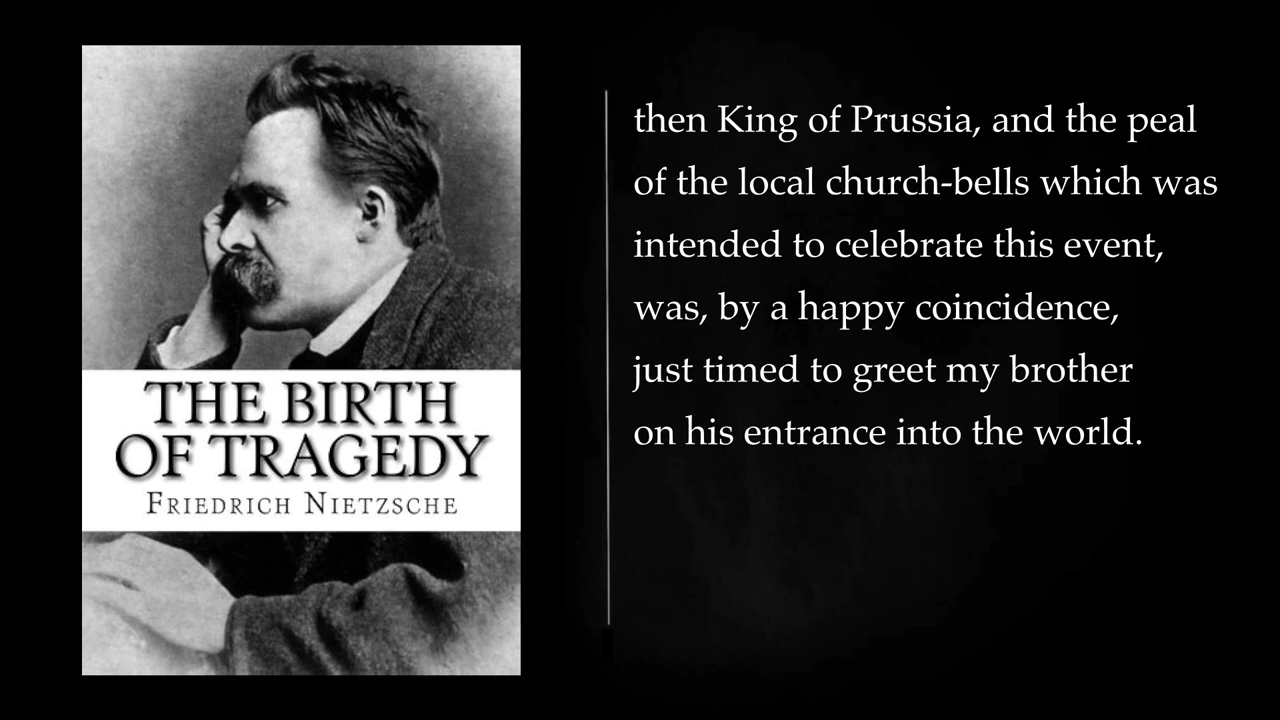 THE BIRTH
OF TRAGEDY
FRIEDRICH NIETZSCHE
then King of Prussia, and the peal
of the local church-bells which was
intended to celebrate this event,
was, by a happy coincidence,
just timed to greet my brother
on his entrance into the world.